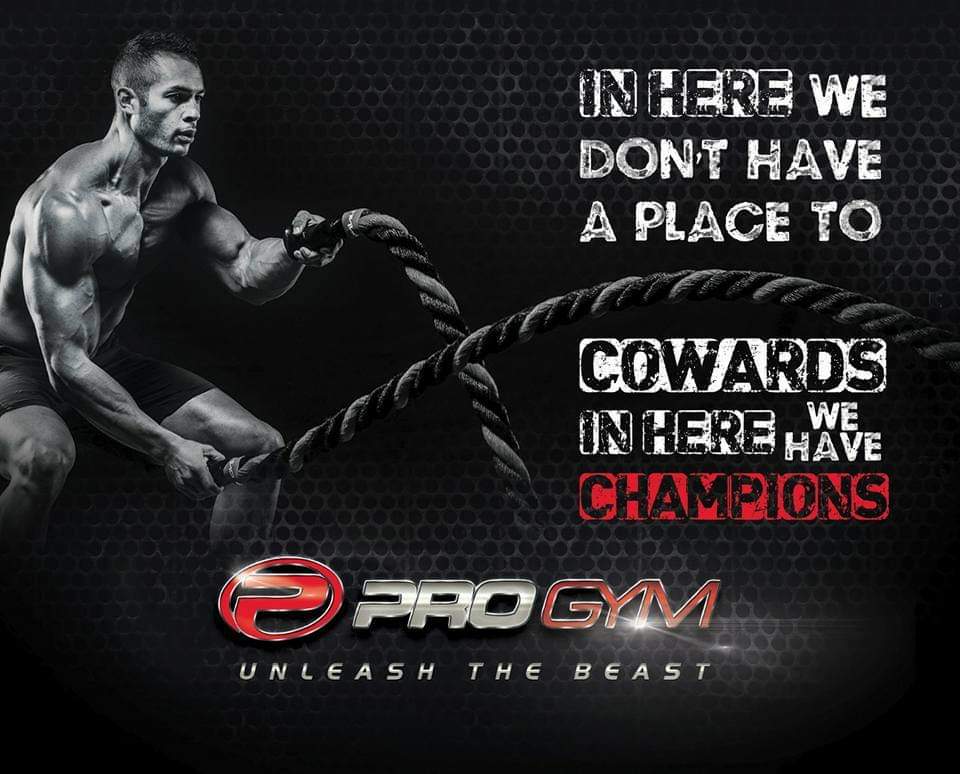 IN HERE WE
DON'T HAVE
A PLACE TO
COWARDS
IN HERE WE HAVE
CHAMPIONS
PRO GYM
UNLEASH THE BEAST